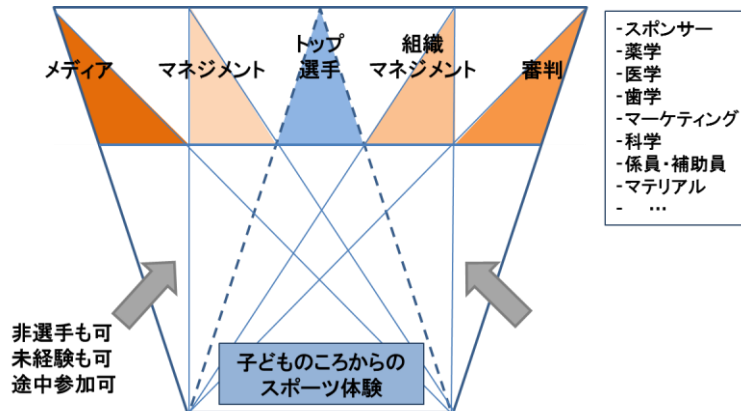 メディア
マネジメント
トップ
選手
組織
マネジメント
審判
-スポンサー
-薬学
-医学
-歯学
-マーケティング
-科学
-係員・補助員
-マテリアル
- …
非選手も可
未経験も可
途中参加可
子どものころからの
スポーツ体験